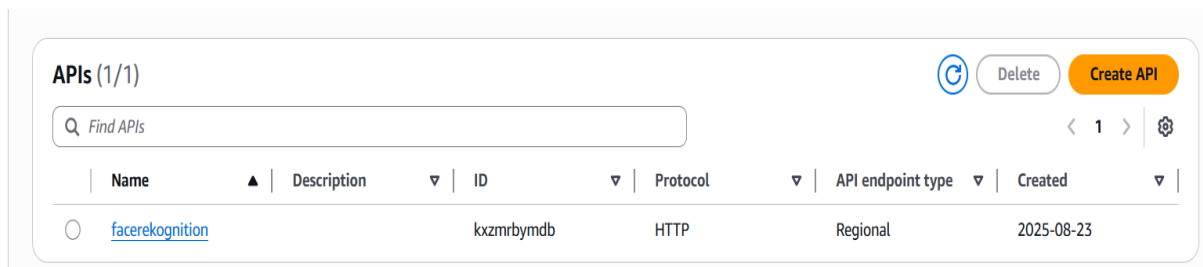 APIs (1/1)
Delete
Create API
Find APIs
1
Name Description ID Protocol API endpoint type Created
facerekognition kxzmrbymdb HTTP Regional 2025-08-23